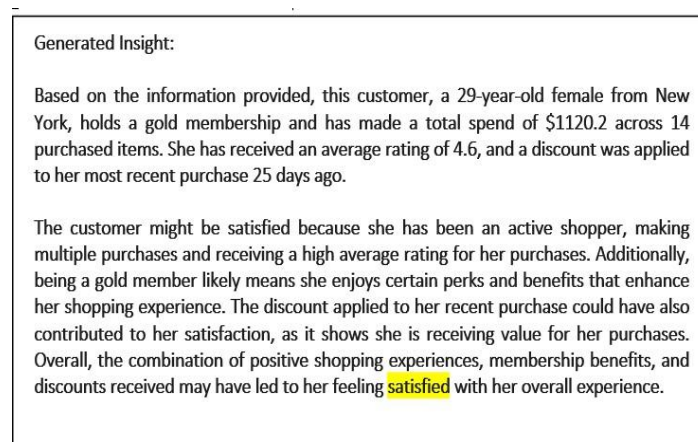 Generated Insight:
Based on the information provided, this customer, a 29-year-old female from New
York, holds a gold membership and has made a total spend of $1120.2 across 14
purchased items. She has received an average rating of 4.6, and a discount was applied
to her most recent purchase 25 days ago.
The customer might be satisfied because she has been an active shopper, making
multiple purchases and receiving a high average rating for her purchases. Additionally,
being a gold member likely means she enjoys certain perks and benefits that enhance
her shopping experience. The discount applied to her recent purchase could have also
contributed to her satisfaction, as it shows she is receiving value for her purchases.
Overall, the combination of positive shopping experiences, membership benefits, and
discounts received may have led to her feeling satisfied with her overall experience.